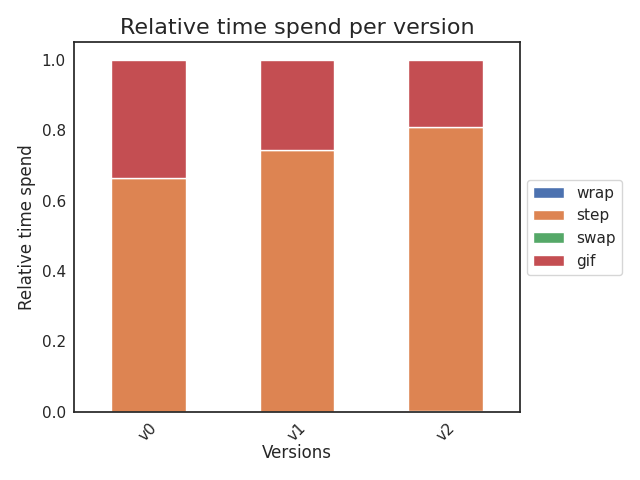 Relative time spend per version
Relative time spend
1.0
0.8
0.6
0.4
0.2
0.0
v0
v1
v2
Versions
wrap
step
swap
gif